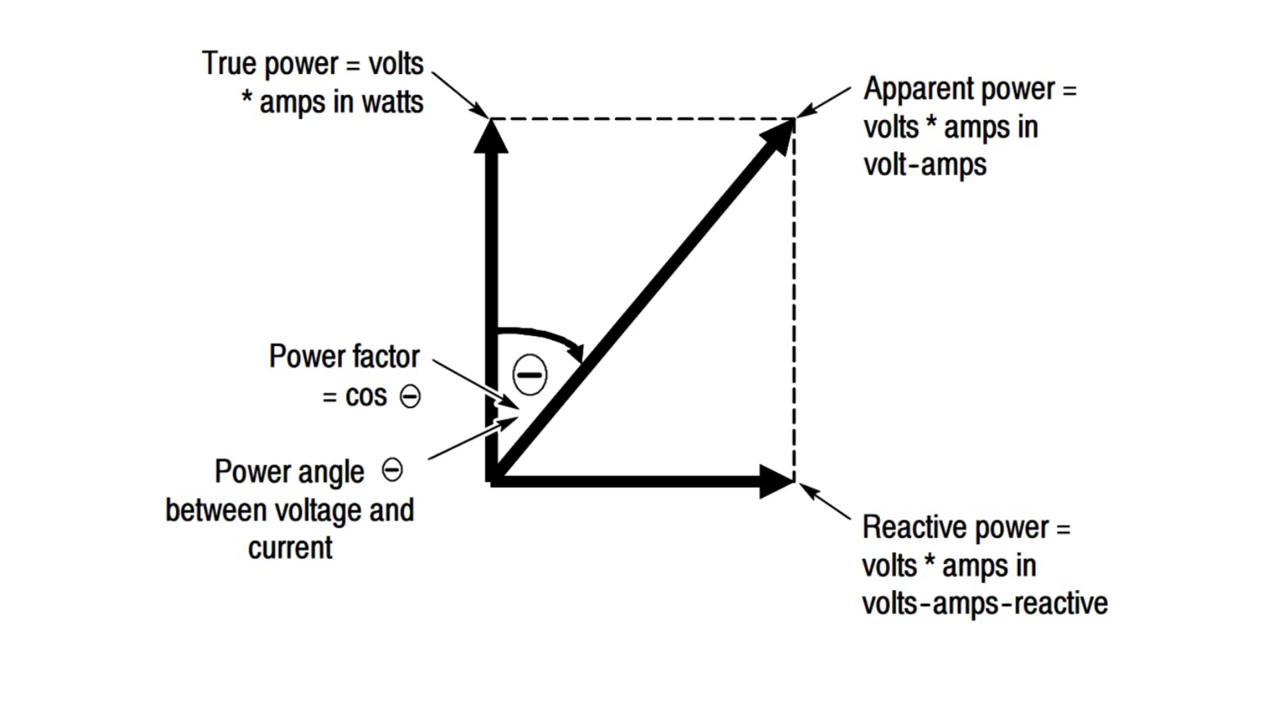 True power = volts
* amps in watts
Apparent power =
volts * amps in
volt-amps
Power factor
= cos ⊖
⊖
Power angle ⊖
between voltage and
current
Reactive power =
volts * amps in
volts-amps-reactive